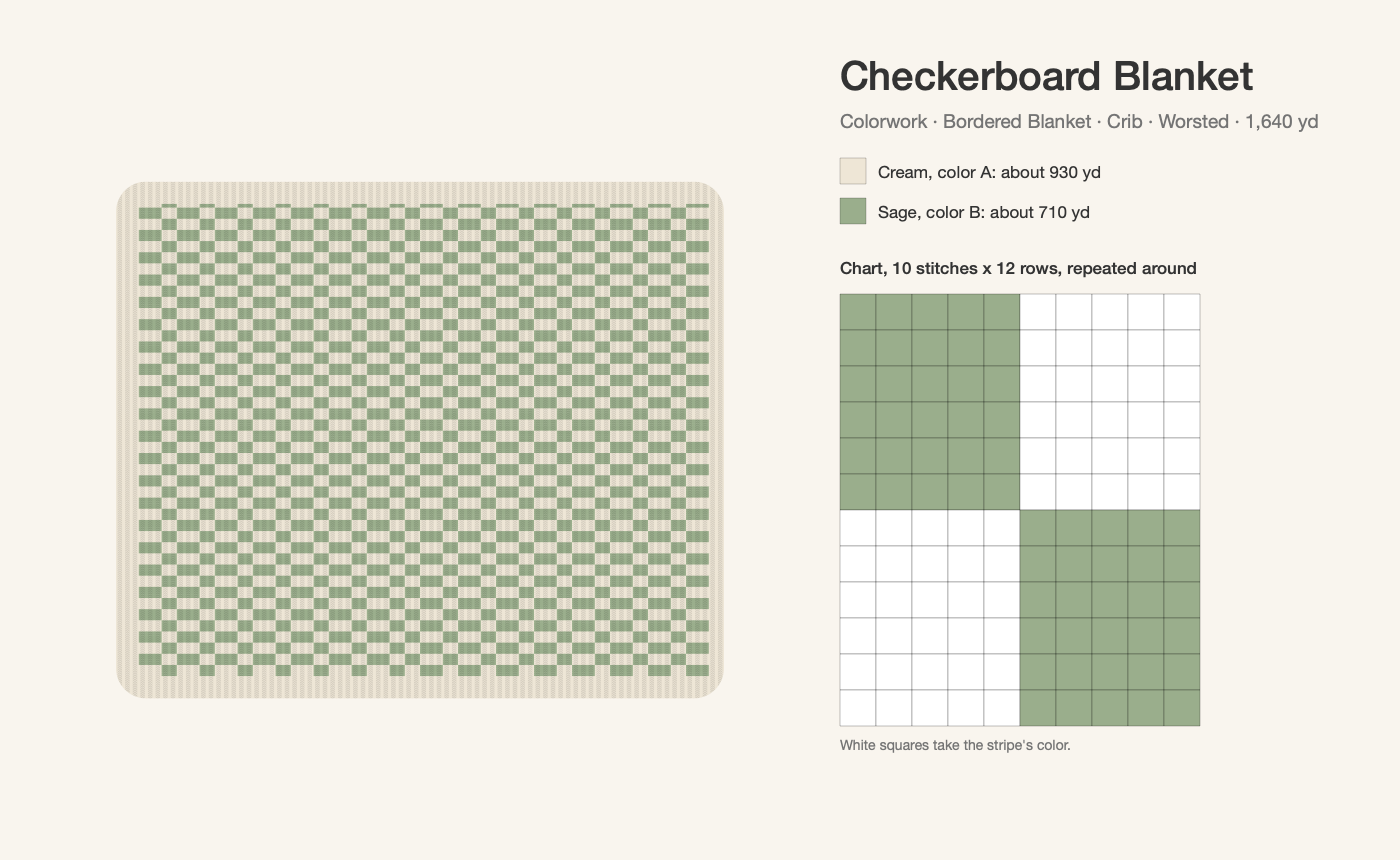 Checkerboard Blanket
Colorwork · Bordered Blanket · Crib · Worsted · 1,640 yd
Cream, color A: about 930 yd
Sage, color B: about 710 yd
Chart, 10 stitches x 12 rows, repeated around
White squares take the stripe's color.